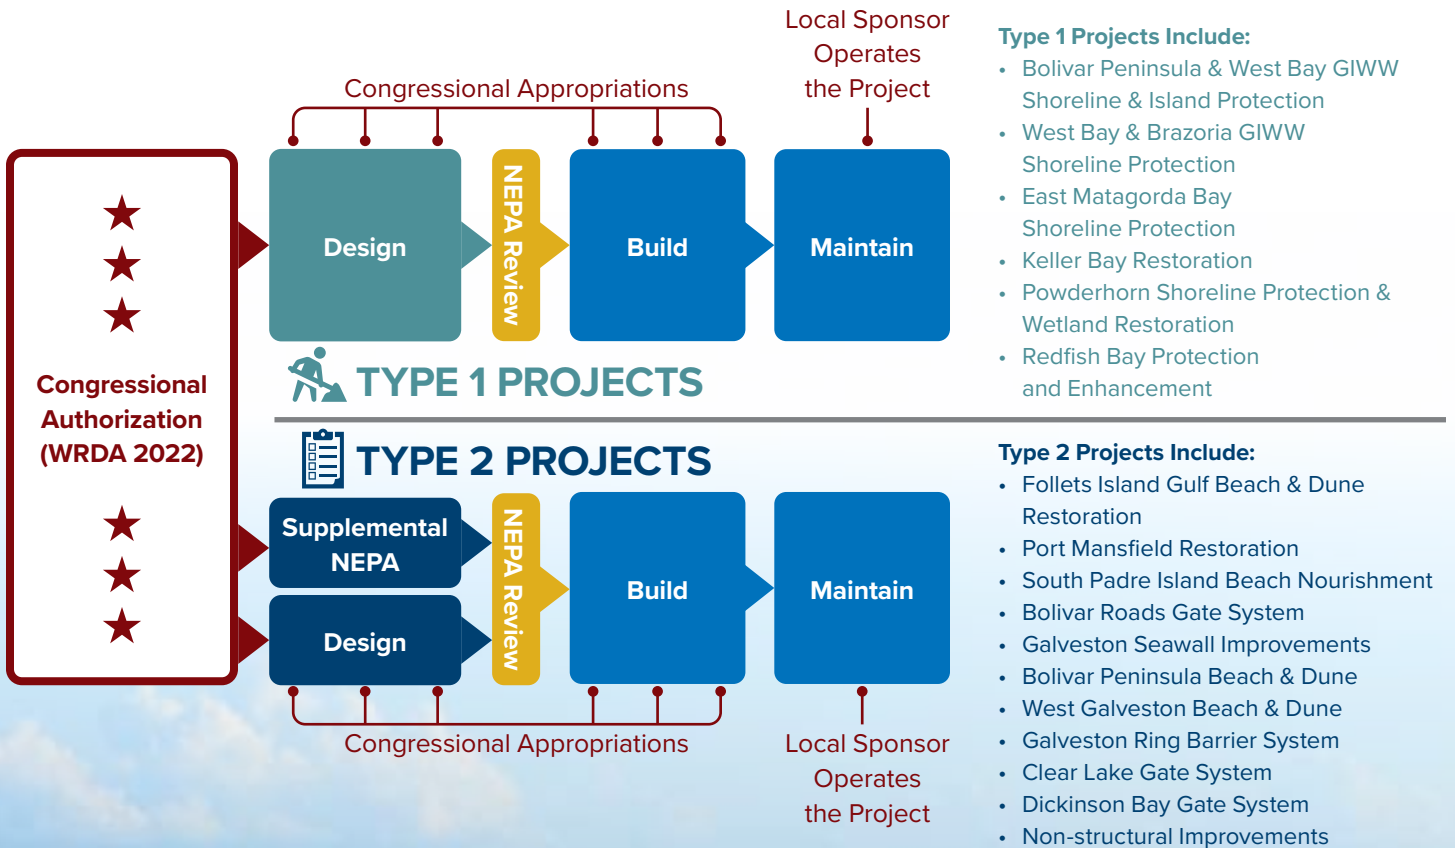 Congressional
Authorization
(WRDA 2022)
Congressional Appropriations
Local Sponsor
Operates
the Project
Design
NEPA Review
Build
Maintain
TYPE 1 PROJECTS
Type 1 Projects Include:
• Bolivar Peninsula & West Bay GIWW
Shoreline & Island Protection
• West Bay & Brazoria GIWW
Shoreline Protection
• East Matagorda Bay
Shoreline Protection
• Keller Bay Restoration
• Powderhorn Shoreline Protection &
Wetland Restoration
• Redfish Bay Protection
and Enhancement
TYPE 2 PROJECTS
Supplemental
NEPA
Design
NEPA Review
Build
Maintain
Congressional Appropriations
Local Sponsor
Operates
the Project
Type 2 Projects Include:
• Follets Island Gulf Beach & Dune
Restoration
• Port Mansfield Restoration
• South Padre Island Beach Nourishment
• Bolivar Roads Gate System
• Galveston Seawall Improvements
• Bolivar Peninsula Beach & Dune
• West Galveston Beach & Dune
• Galveston Ring Barrier System
• Clear Lake Gate System
• Dickinson Bay Gate System
• Non-structural Improvements